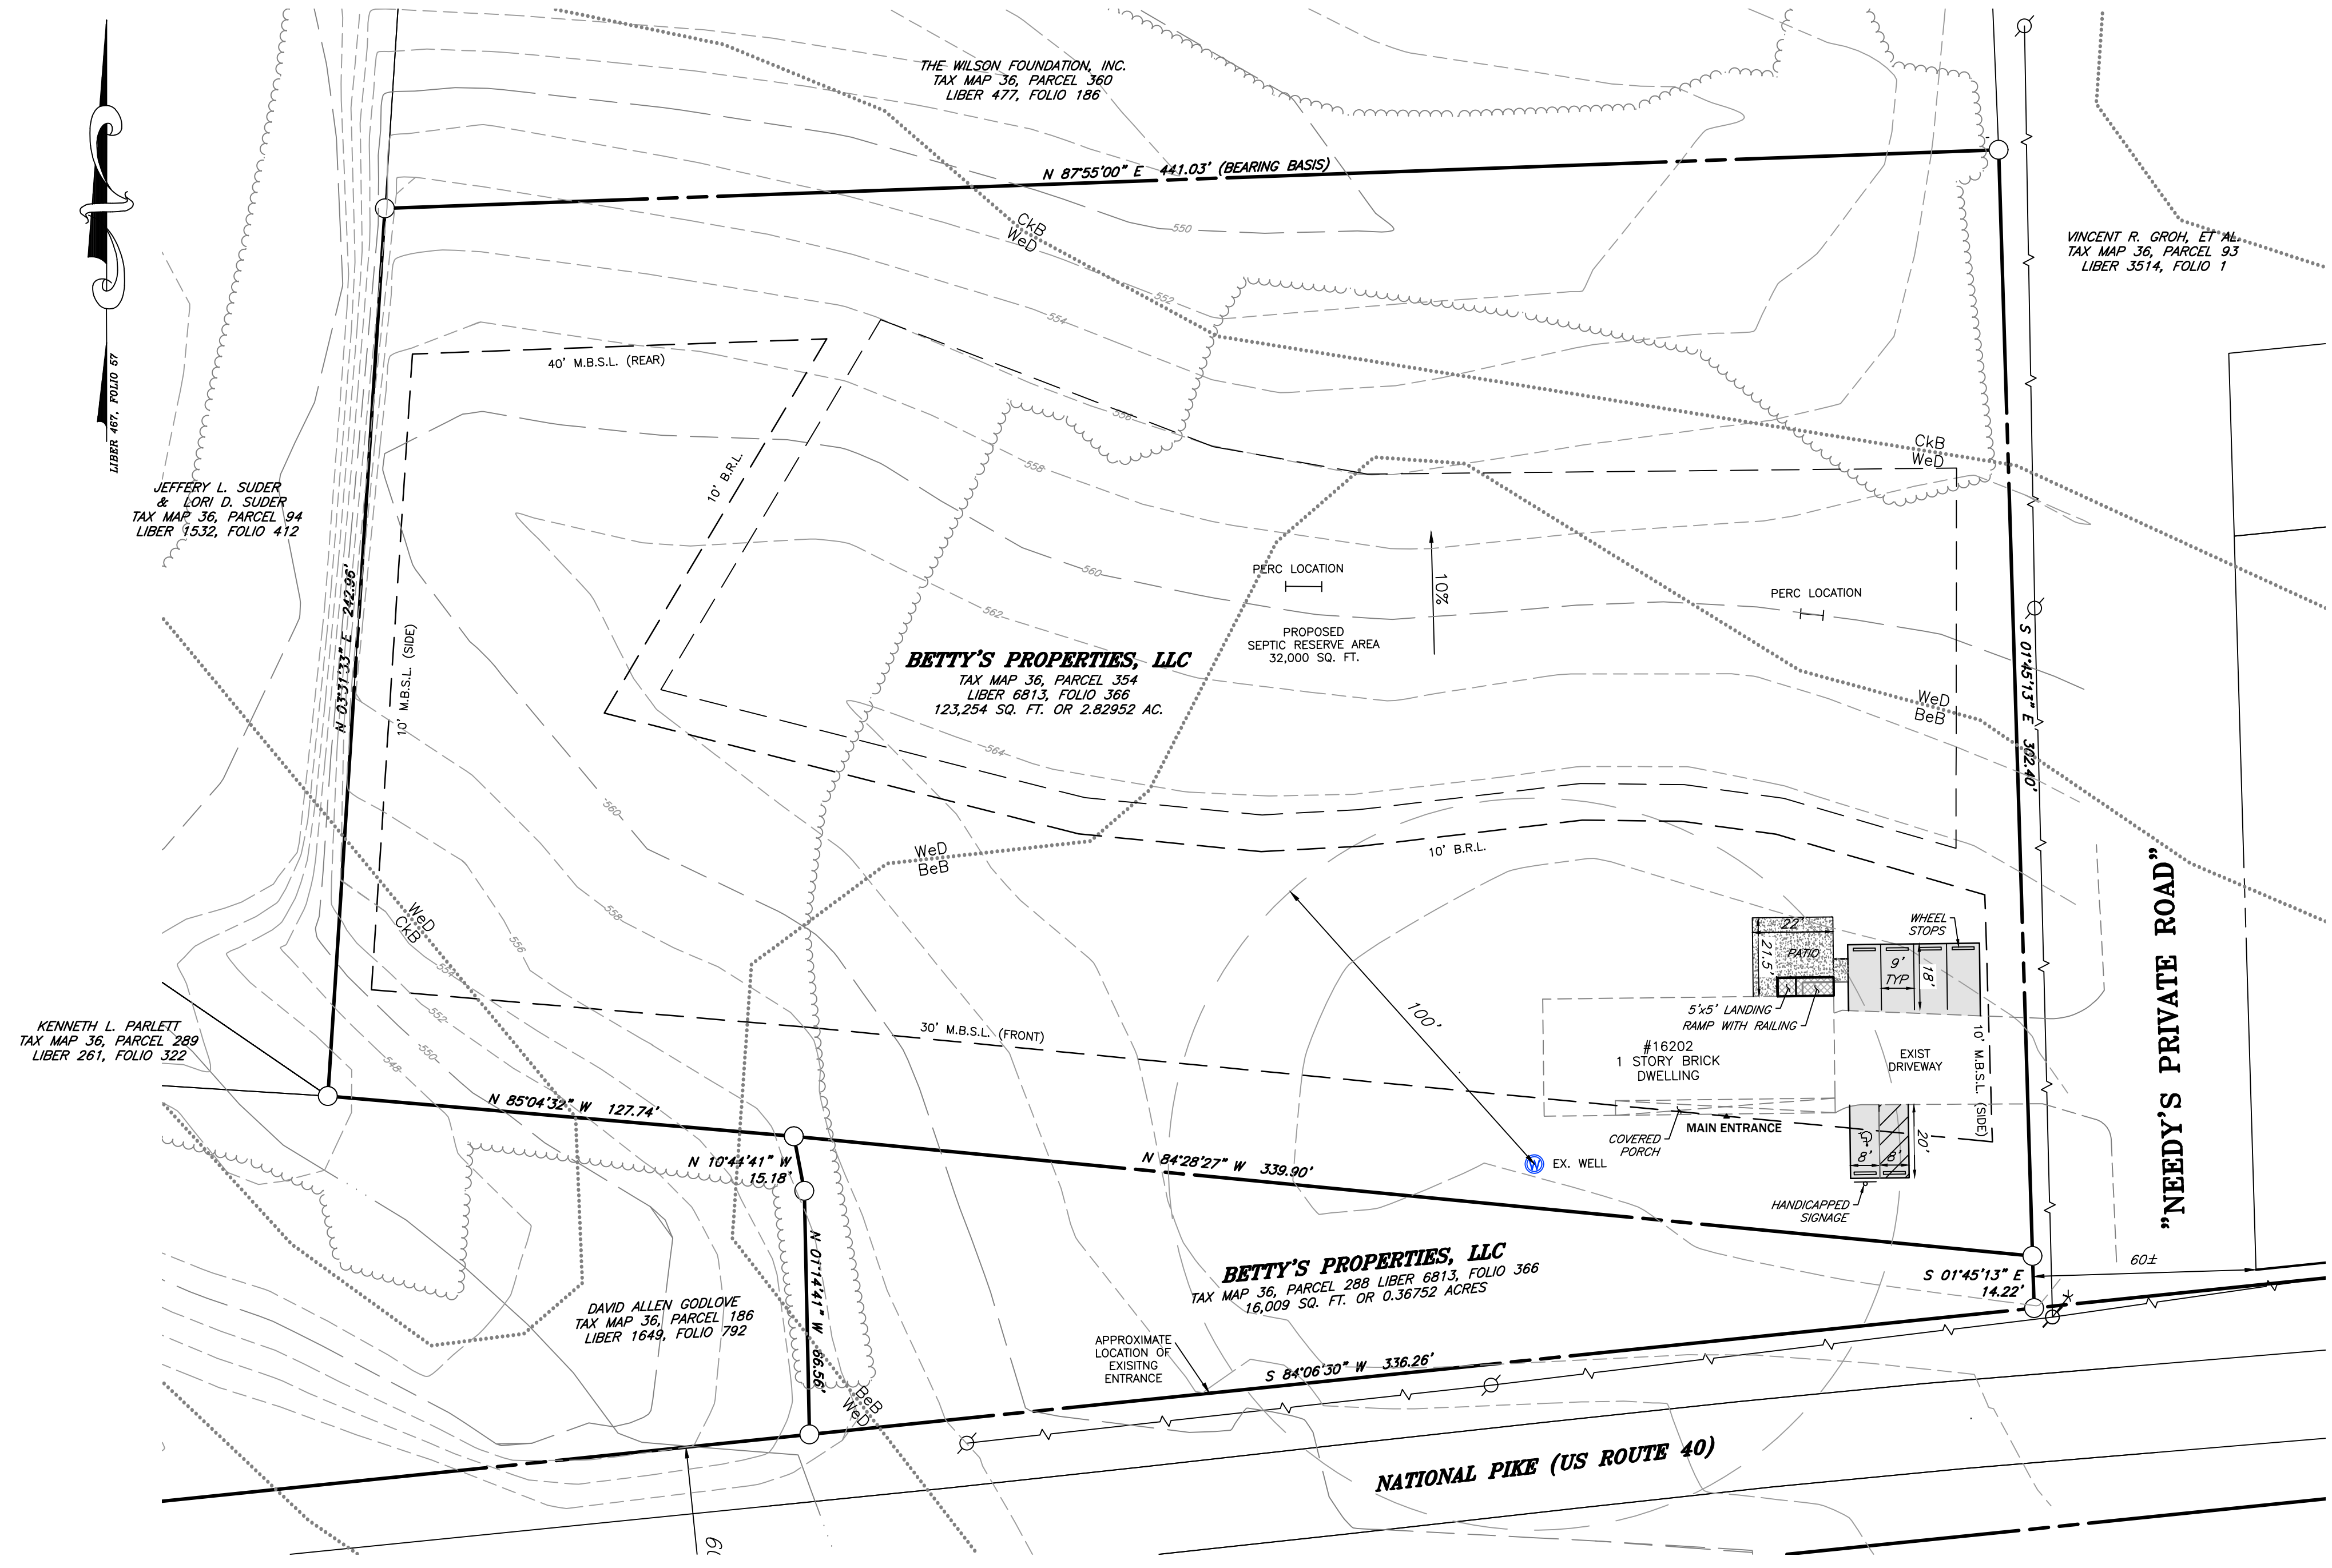 THE WILSON FOUNDATION, INC.
TAX MAP 36, PARCEL 360
LIBER 477, FOLIO 186
N 87°55'00" E 441.03' (BEARING BASIS)
VINCENT R. GROH, ET AL.
TAX MAP 36, PARCEL 93
LIBER 3514, FOLIO 1
CkB
WeD
550
552
554
556
558
560
562
564
LIBER 467, FOLIO 57
40' M.B.S.L. (REAR)
10' B.R.L.
CkB
WeD
JEFFERY L. SUDER
& LORI D. SUDER
TAX MAP 36, PARCEL 94
LIBER 1532, FOLIO 412
N 03°31'33" E 242.96'
10' M.B.S.L. (SIDE)
PERC LOCATION
10%
PERC LOCATION
PROPOSED
SEPTIC RESERVE AREA
32,000 SQ. FT.
BETTY'S PROPERTIES, LLC
TAX MAP 36, PARCEL 354
LIBER 6813, FOLIO 366
123,254 SQ. FT. OR 2.82952 AC.
S 01°45'13" E 302.40'
WeD
BeB
560
558
556
554
552
550
548
WeD
BeB
10' B.R.L.
WeD
CkB
"NEEDY'S PRIVATE ROAD"
WHEEL
STOPS
22'
21.5'
PATIO
9'
TYP
18'
5'x5' LANDING
RAMP WITH RAILING
100'
30' M.B.S.L. (FRONT)
#16202
1 STORY BRICK
DWELLING
EXIST
DRIVEWAY
10' M.B.S.L. (SIDE)
KENNETH L. PARLETT
TAX MAP 36, PARCEL 289
LIBER 261, FOLIO 322
N 85°04'32" W 127.74'
COVERED
PORCH
MAIN ENTRANCE
20'
8'
8'
N 10°44'41" W
15.18'
N 84°28'27" W 339.90'
W
EX. WELL
HANDICAPPED
SIGNAGE
BETTY'S PROPERTIES, LLC
TAX MAP 36, PARCEL 288 LIBER 6813, FOLIO 366
16,009 SQ. FT. OR 0.36752 ACRES
S 01°45'13" E
14.22'
60±
N 01°14'41" W 66.56'
DAVID ALLEN GODLOVE
TAX MAP 36, PARCEL 186
LIBER 1649, FOLIO 792
APPROXIMATE
LOCATION OF
EXISITNG
ENTRANCE
S 84°06'30" W 336.26'
BeB
WeD
NATIONAL PIKE (US ROUTE 40)